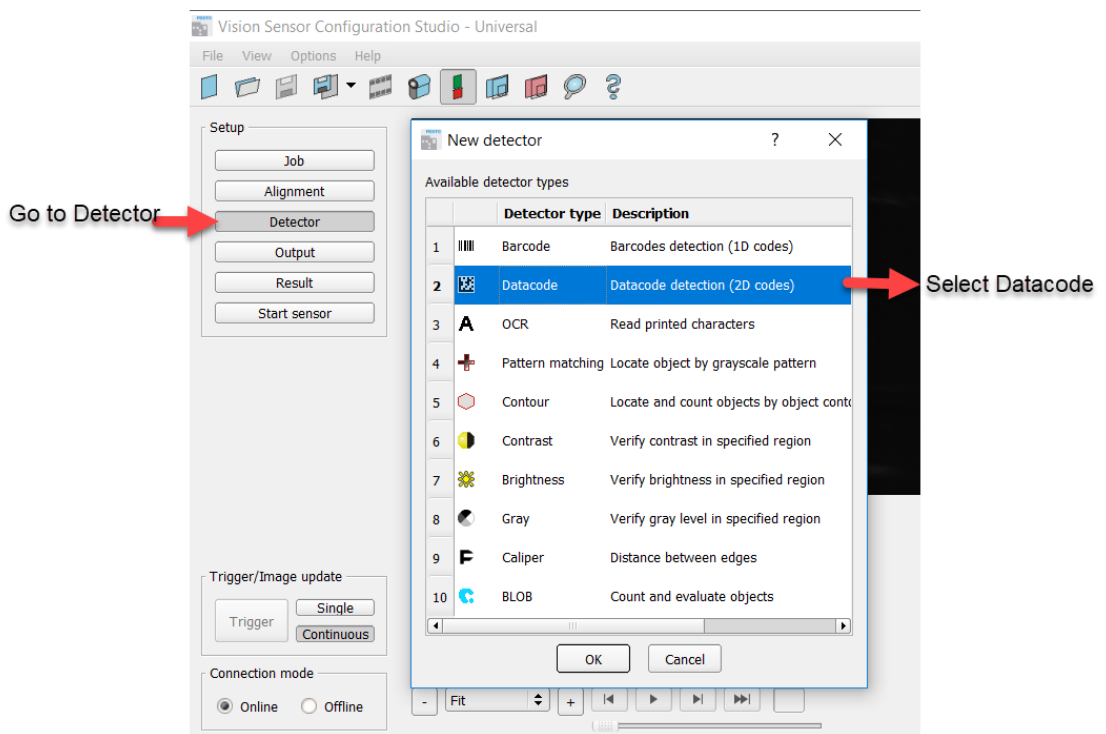 Vision Sensor Configuration Studio - Universal
File View Options Help
Setup
Job
Alignment
Go to Detector
Detector
Output
Result
Start sensor
New detector ? ×
Available detector types
Detector type Description
1 Barcode Barcodes detection (1D codes)
2 Datacode Datacode detection (2D codes)
Select Datacode
3 OCR Read printed characters
4 Pattern matching Locate object by grayscale pattern
5 Contour Locate and count objects by object conto
6 Contrast Verify contrast in specified region
7 Brightness Verify brightness in specified region
8 Gray Verify gray level in specified region
9 Caliper Distance between edges
10 BLOB Count and evaluate objects
OK Cancel
Trigger/Image update
Trigger
Single
Continuous
Connection mode
Online Offline
- Fit +